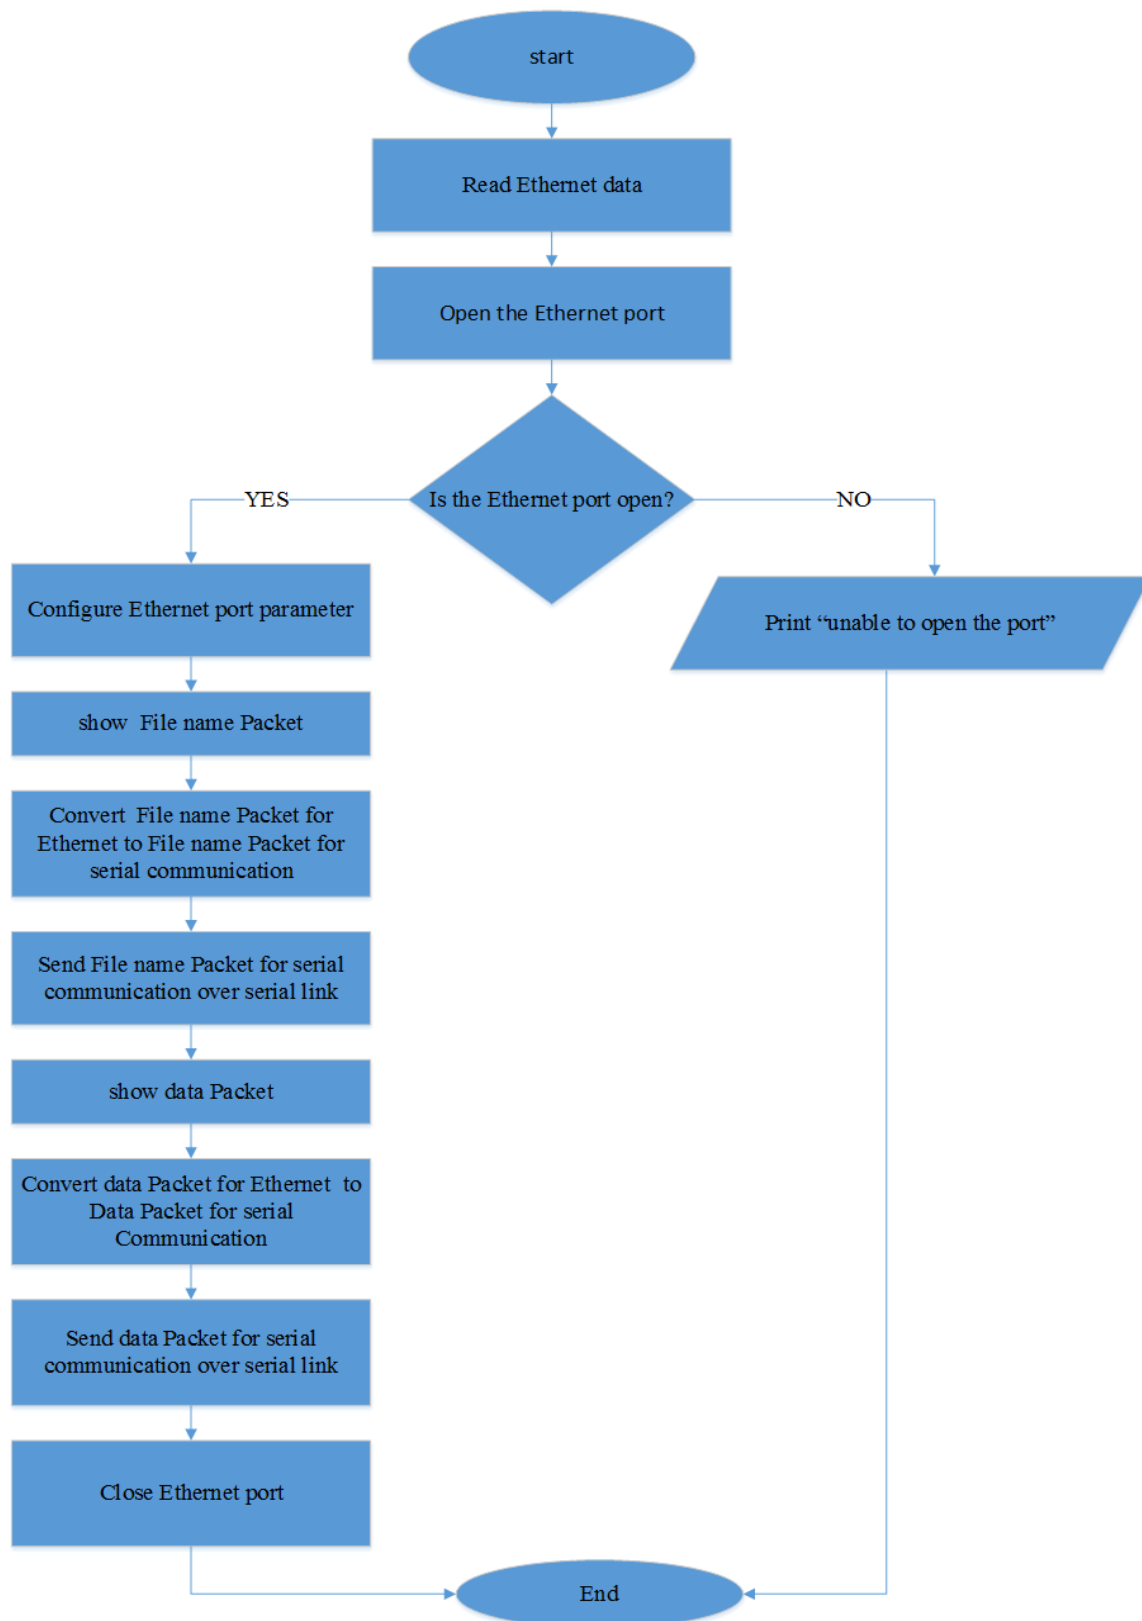 start
Read Ethernet data
Open the Ethernet port
Is the Ethernet port open?
YES
NO
Configure Ethernet port parameter
Print “unable to open the port”
show File name Packet
Convert File name Packet for
Ethernet to File name Packet for
serial communication
Send File name Packet for serial
communication over serial link
show data Packet
Convert data Packet for Ethernet to
Data Packet for serial
Communication
Send data Packet for serial
communication over serial link
Close Ethernet port
End